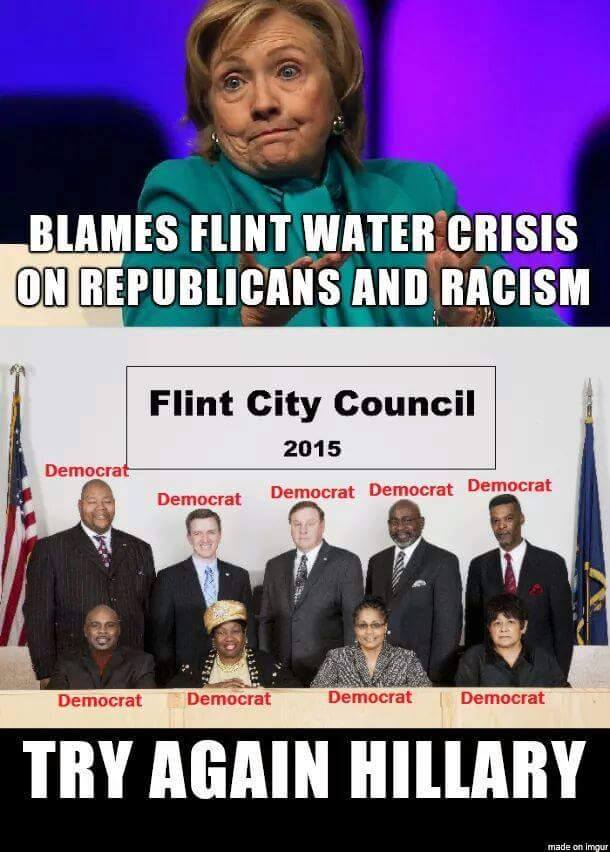 BLAMES FLINT WATER CRISIS
ON REPUBLICANS AND RACISM
Flint City Council
2015
Democrat
Democrat
Democrat
Democrat
Democrat
Democrat
Democrat
Democrat
Democrat
TRY AGAIN HILLARY
made on imgur